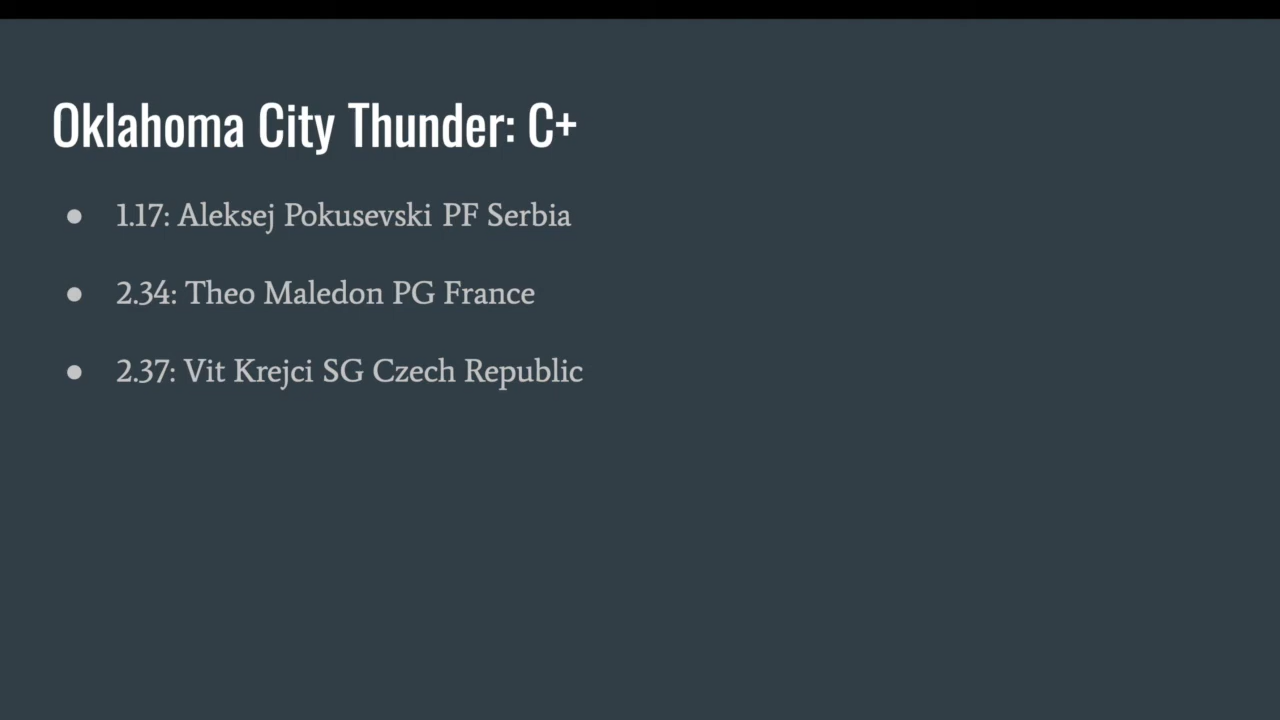 Oklahoma City Thunder: C+
● 1.17: Aleksej Pokusevski PF Serbia
● 2.34: Theo Maledon PG France
● 2.37: Vit Krejci SG Czech Republic